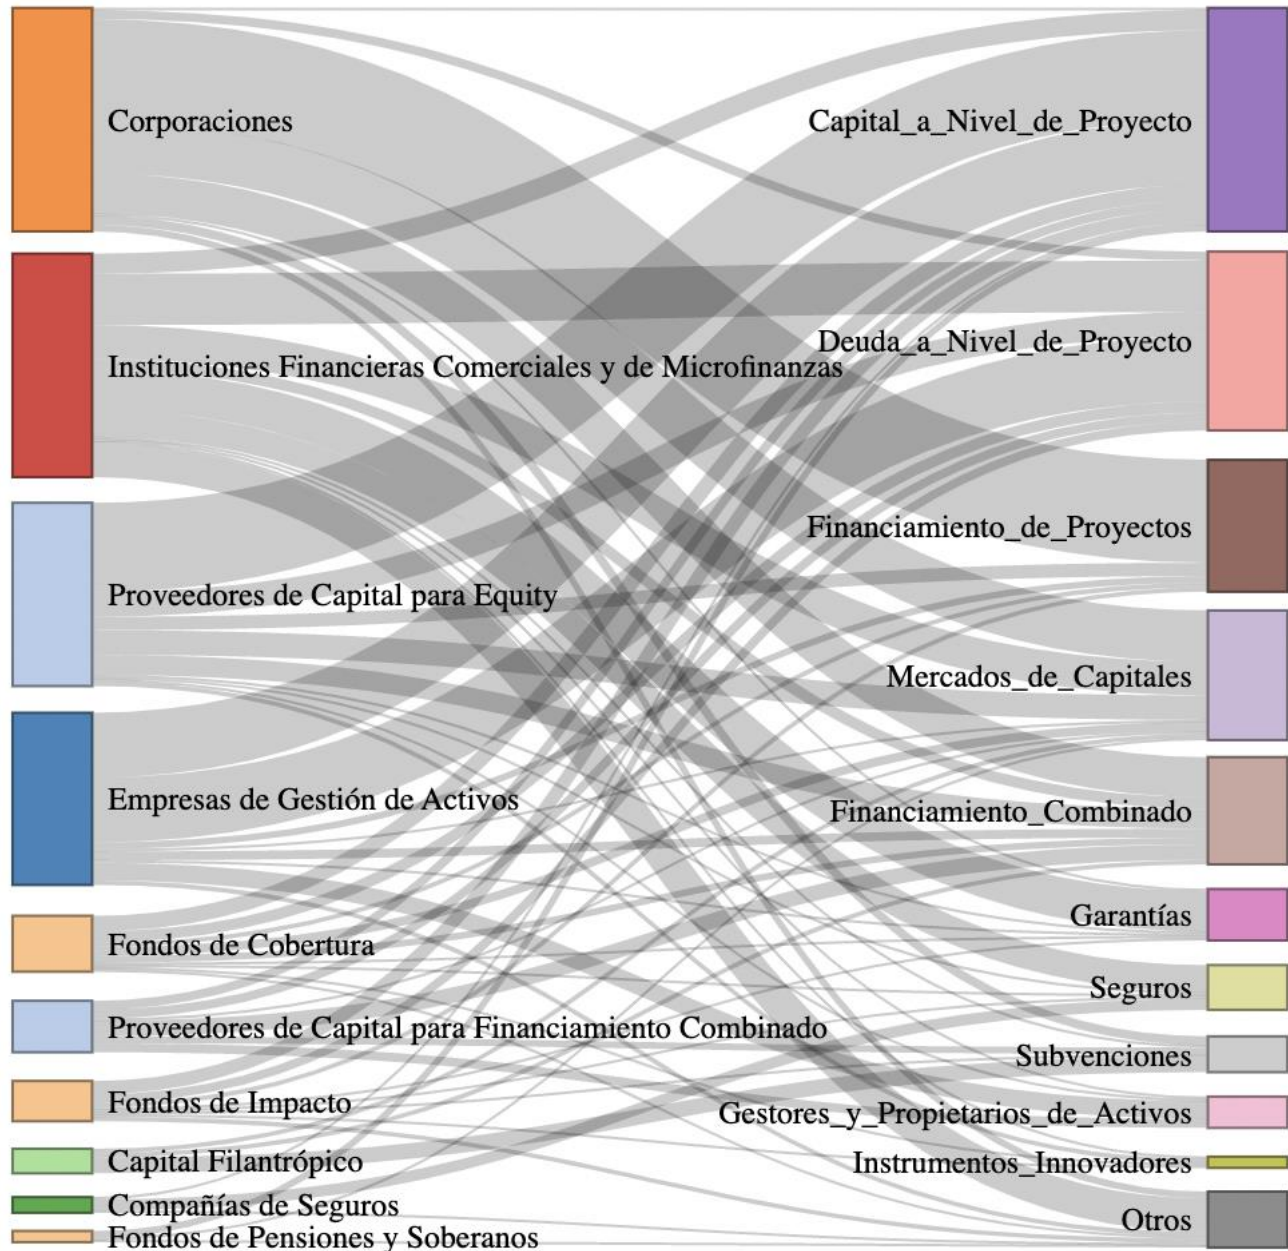 Corporaciones
Instituciones Financieras Comerciales y de Microfinanzas
Proveedores de Capital para Equity
Empresas de Gestión de Activos
Fondos de Cobertura
Proveedores de Capital para Financiamiento Combinado
Fondos de Impacto
Capital Filantrópico
Compañías de Seguros
Fondos de Pensiones y Soberanos
Capital_a_Nivel_de_Proyecto
Deuda_a_Nivel_de_Proyecto
Financiamiento_de_Proyectos
Mercados_de_Capitales
Financiamiento_Combinado
Garantías
Seguros
Subvenciones
Gestores_y_Propietarios_de_Activos
Instrumentos_Innovadores
Otros